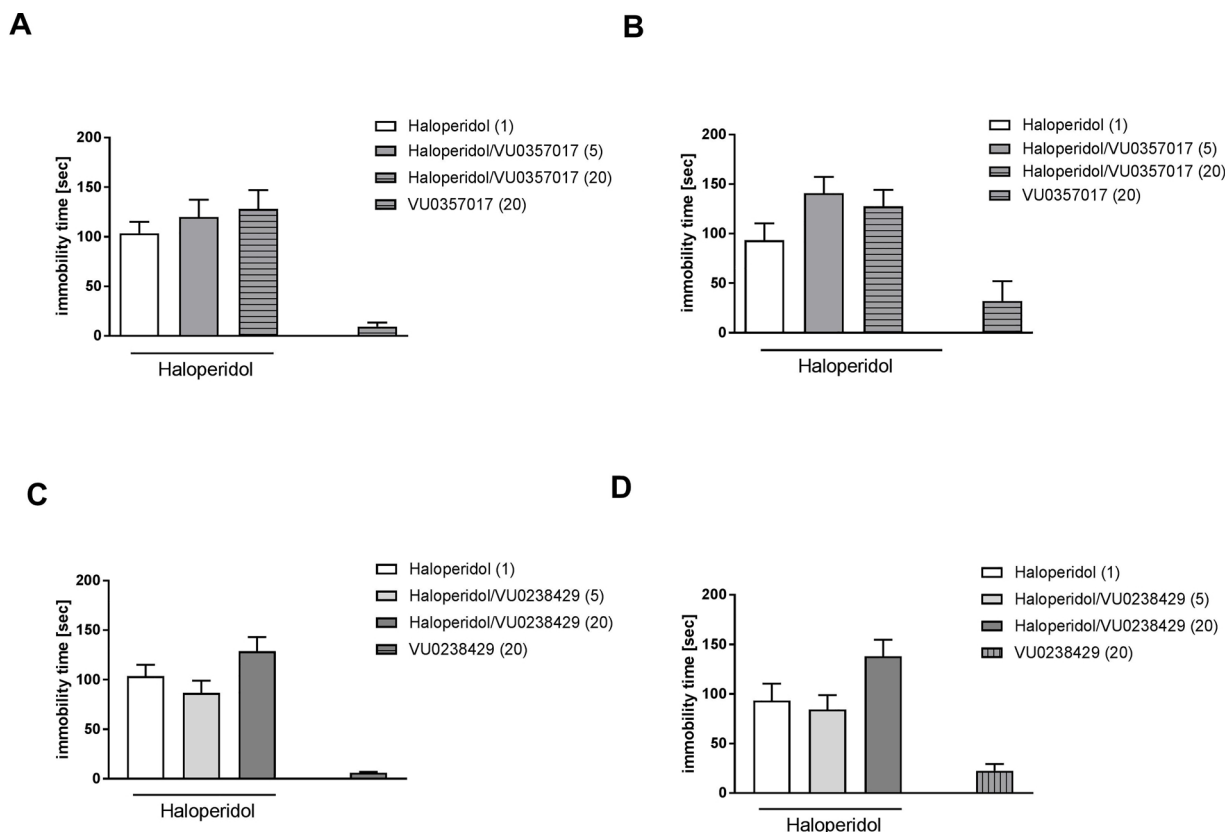 A
immobility time [sec]
200
150
100
50
0
Haloperidol
Haloperidol (1)
Haloperidol/VU0357017 (5)
Haloperidol/VU0357017 (20)
VU0357017 (20)
B
immobility time [sec]
200
150
100
50
0
Haloperidol
Haloperidol (1)
Haloperidol/VU0357017 (5)
Haloperidol/VU0357017 (20)
VU0357017 (20)
C
immobility time [sec]
200
150
100
50
0
Haloperidol
Haloperidol (1)
Haloperidol/VU0238429 (5)
Haloperidol/VU0238429 (20)
VU0238429 (20)
D
immobility time [sec]
200
150
100
50
0
Haloperidol
Haloperidol (1)
Haloperidol/VU0238429 (5)
Haloperidol/VU0238429 (20)
VU0238429 (20)